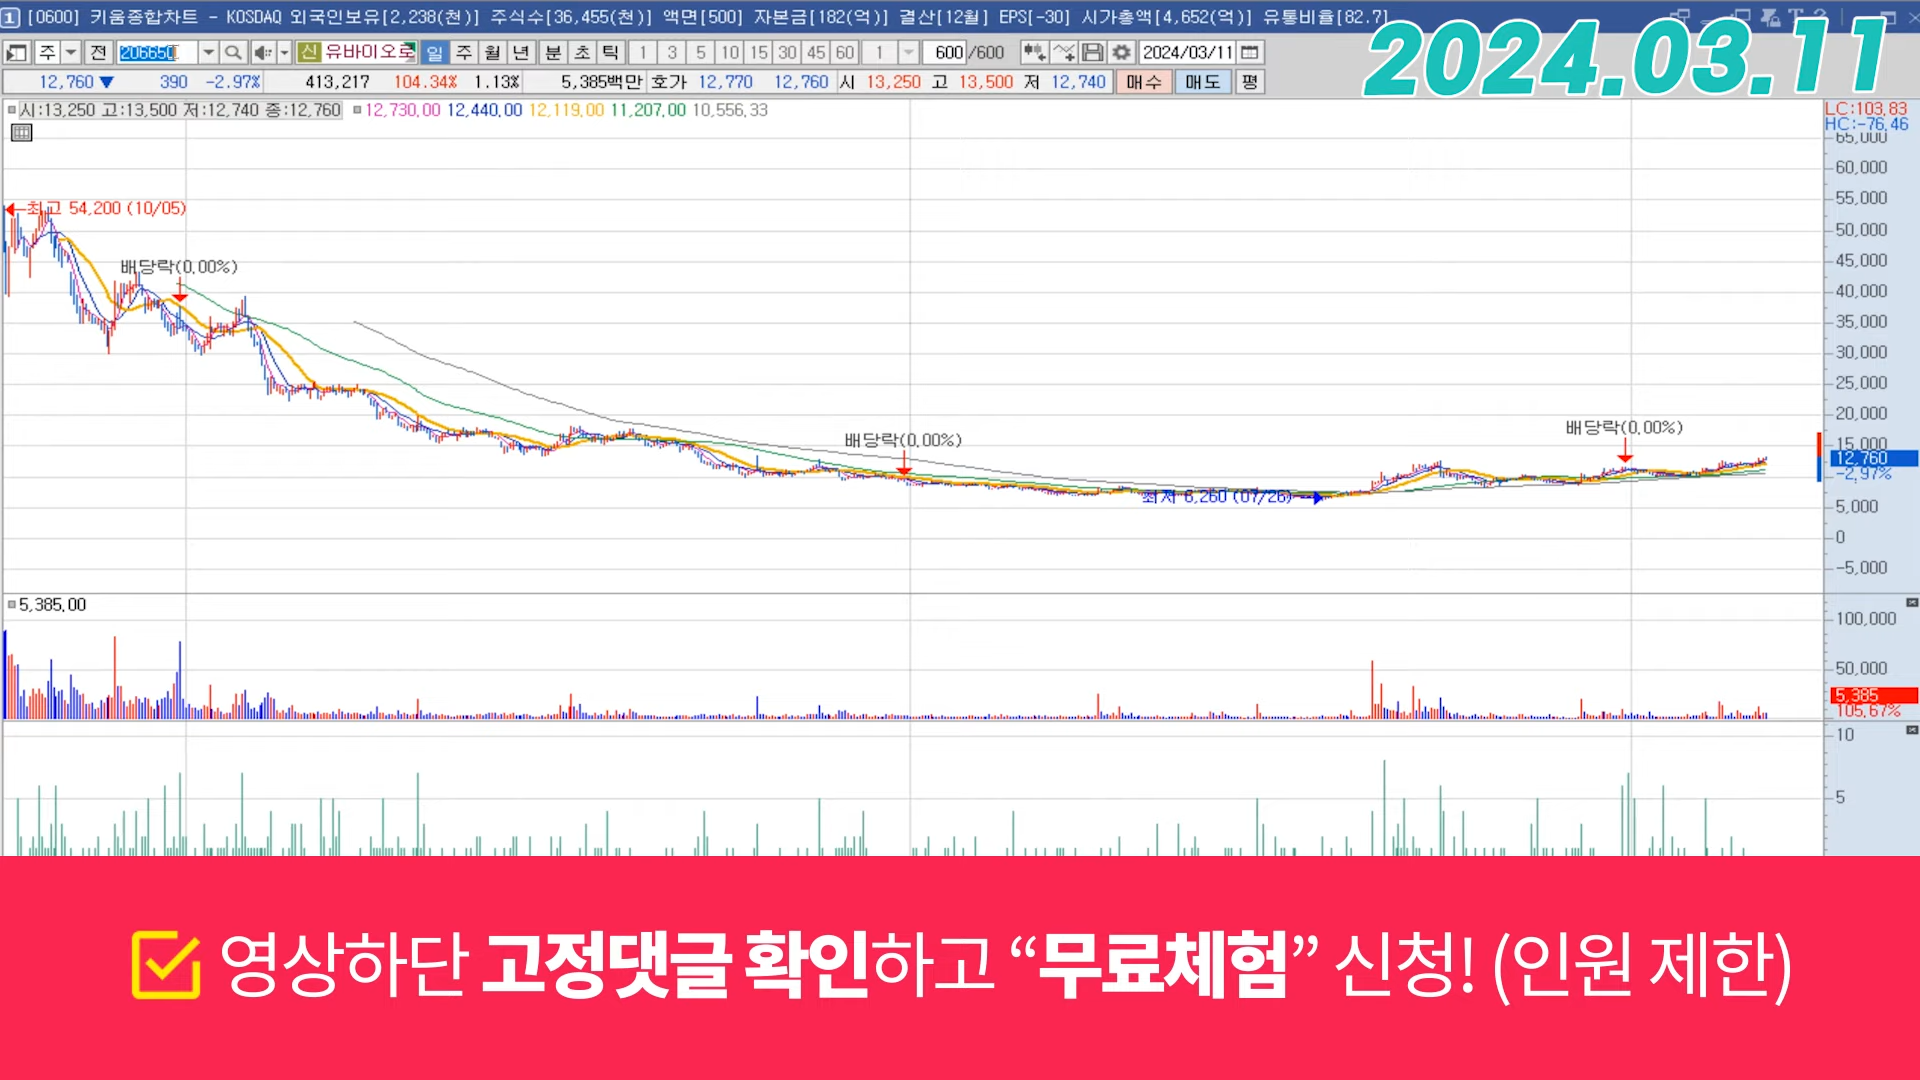 1 [0600] 키움종합차트 - KOSDAQ 외국인보유[2,238(천)] 주식수[36,455(천)] 액면[500] 자본금[182(억)] 결산[12월] EPS[-30] 시가총액[4,652(억)] 유통비율[82.7]
2024.03.11
주 전 206650 신 유바이오로 일 주 월 년 분 초 틱 1 3 5 10 15 30 45 60 1 600 /600 2024/03/11
12,760 ▼ 390 -2.97% 413,217 104.34% 1.13% 5,385백만 호가 12,770 12,760 시 13,250 고 13,500 저 12,740 매수 매도 평
시:13,250 고:13,500 저:12,740 종:12,760 12,730.00 12,440.00 12,119.00 11,207.00 10,556.33
LC:103.83
HC:-76.46
65,000
60,000
55,000
최고 54,200 (10/05)
50,000
45,000
배당락(0.00%)
40,000
35,000
30,000
25,000
20,000
배당락(0.00%)
배당락(0.00%)
15,000
12,760
-2.97%
최저 6,260 (07/26)
5,000
0
-5,000
5,385.00
100,000
50,000
5,385
105.67%
10
5
영상하단 고정댓글 확인하고 “무료체험” 신청! (인원 제한)